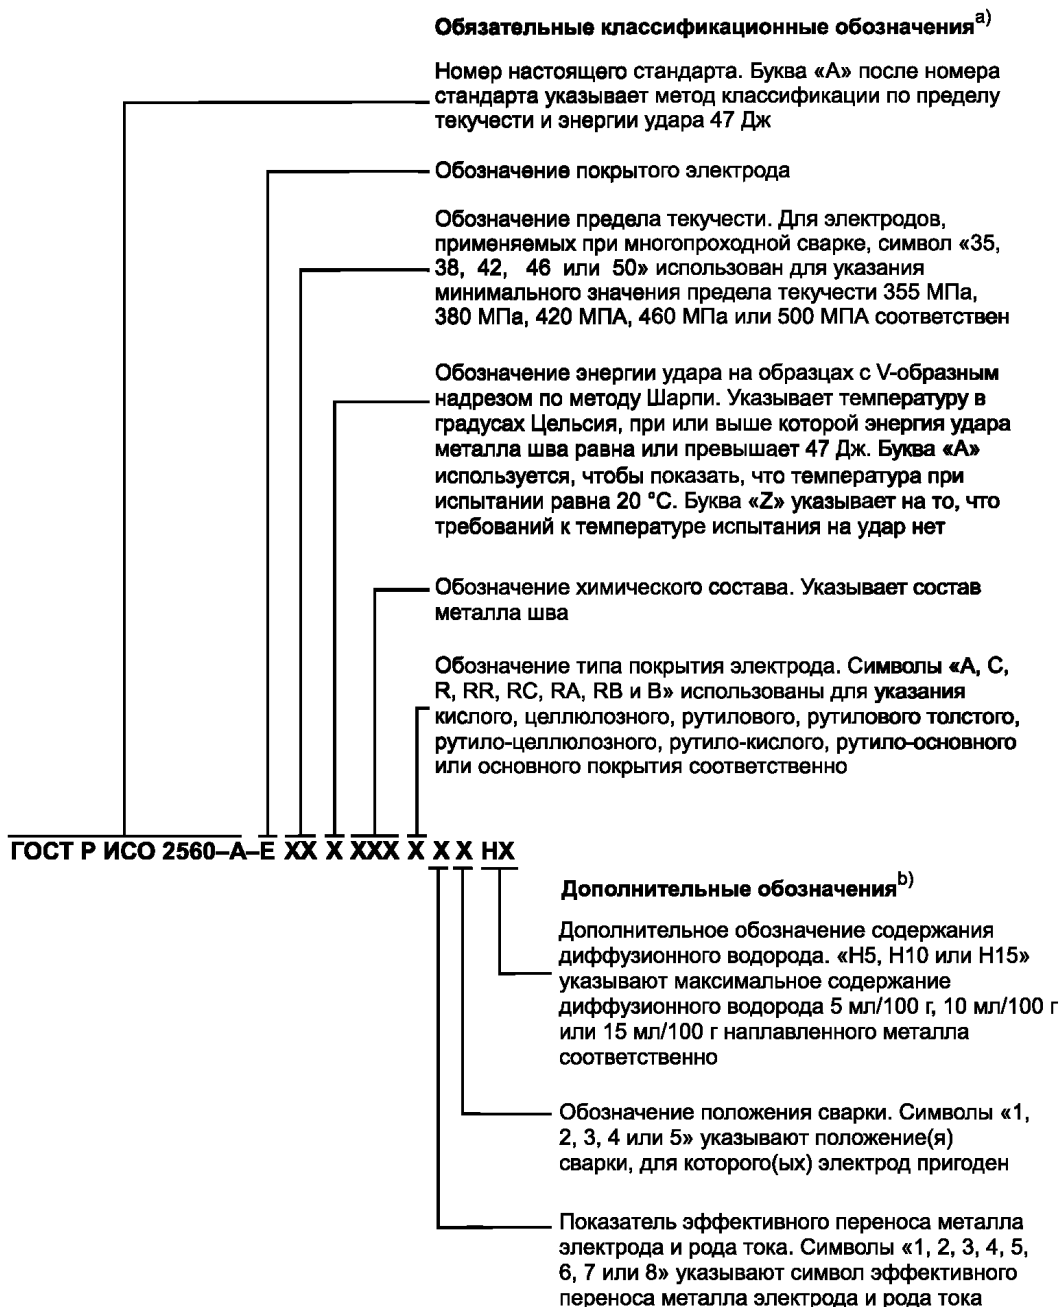 Обязательные классификационные обозначения a)
Номер настоящего стандарта. Буква «А» после номера
стандарта указывает метод классификации по пределу
текучести и энергии удара 47 Дж
Обозначение покрытого электрода
Обозначение предела текучести. Для электродов,
применяемых при многопроходной сварке, символ «35,
38, 42, 46 или 50» использован для указания
минимального значения предела текучести 355 МПа,
380 МПа, 420 МПА, 460 МПа или 500 МПА соответствен
Обозначение энергии удара на образцах с V-образным
надрезом по методу Шарпи. Указывает температуру в
градусах Цельсия, при или выше которой энергия удара
металла шва равна или превышает 47 Дж. Буква «А»
используется, чтобы показать, что температура при
испытании равна 20 °С. Буква «Z» указывает на то, что
требований к температуре испытания на удар нет
Обозначение химического состава. Указывает состав
металла шва
Обозначение типа покрытия электрода. Символы «А, С,
R, RR, RC, RA, RB и В» использованы для указания
кислого, целлюлозного, рутилового, рутилового толстого,
рутило-целлюлозного, рутило-кислого, рутило-основного
или основного покрытия соответственно
ГОСТ Р ИСО 2560–А–Е ХХ Х ХХХ Х Х Х НХ
Дополнительные обозначения b)
Дополнительное обозначение содержания
диффузионного водорода. «Н5, Н10 или Н15»
указывают максимальное содержание
диффузионного водорода 5 мл/100 г, 10 мл/100 г
или 15 мл/100 г наплавленного металла
соответственно
Обозначение положения сварки. Символы «1,
2, 3, 4 или 5» указывают положение(я)
сварки, для которого(ых) электрод пригоден
Показатель эффективного переноса металла
электрода и рода тока. Символы «1, 2, 3, 4, 5,
6, 7 или 8» указывают символ эффективного
переноса металла электрода и рода тока